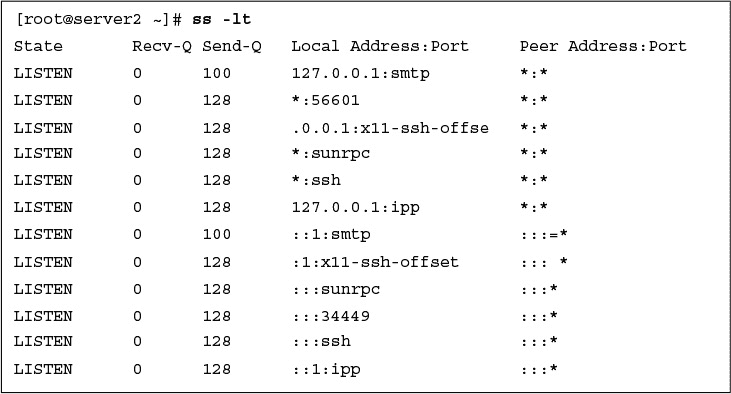 [root@server2 ~]# ss -lt
State Recv-Q Send-Q Local Address:Port Peer Address:Port
LISTEN 0 100 127.0.0.1:smtp *:*
LISTEN 0 128 *:56601 *:*
LISTEN 0 128 .0.0.1:x11-ssh-offse *:*
LISTEN 0 128 *:sunrpc *:*
LISTEN 0 128 *:ssh *:*
LISTEN 0 128 127.0.0.1:ipp *:*
LISTEN 0 100 ::1:smtp :::=*
LISTEN 0 128 :1:x11-ssh-offset ::: *
LISTEN 0 128 :::sunrpc :::*
LISTEN 0 128 :::34449 :::*
LISTEN 0 128 :::ssh :::*
LISTEN 0 128 ::1:ipp :::*